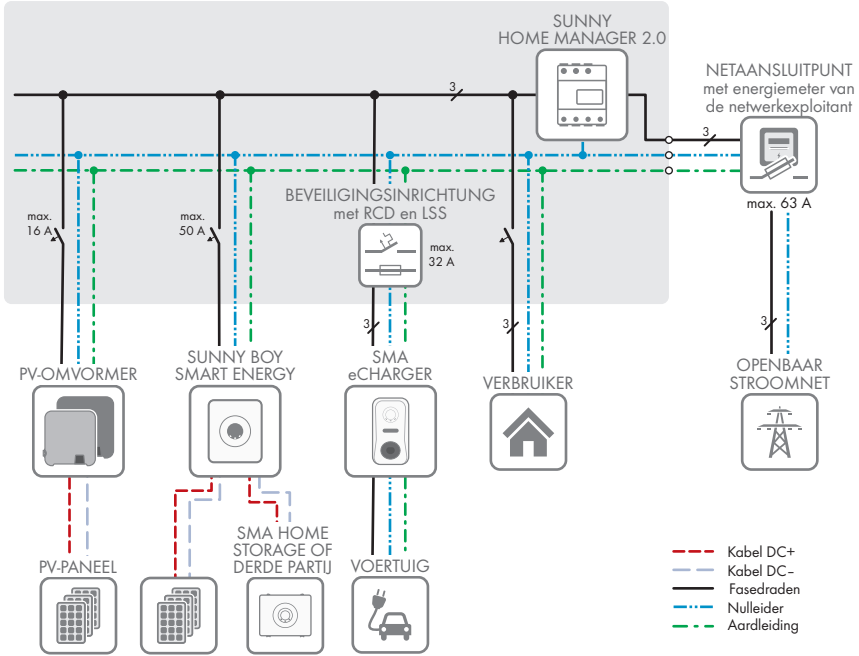 SUNNY
HOME MANAGER 2.0
NETAANSLUITPUNT
met energiemeter van
de netwerkexploitant
3
3
max. 63 A
BEVEILIGINGSINRICHTING
met RCD en LSS
max.
16 A
max.
50 A
max.
32 A
3
3
3
PV-OMVORMER
SUNNY BOY
SMART ENERGY
SMA
eCHARGER
VERBRUIKER
OPENBAAR
STROOMNET
SMA HOME
STORAGE OF
DERDE PARTIJ
PV-PANEEL
VOERTUIG
Kabel DC+
Kabel DC–
Fasedraden
Nulleider
Aardleiding